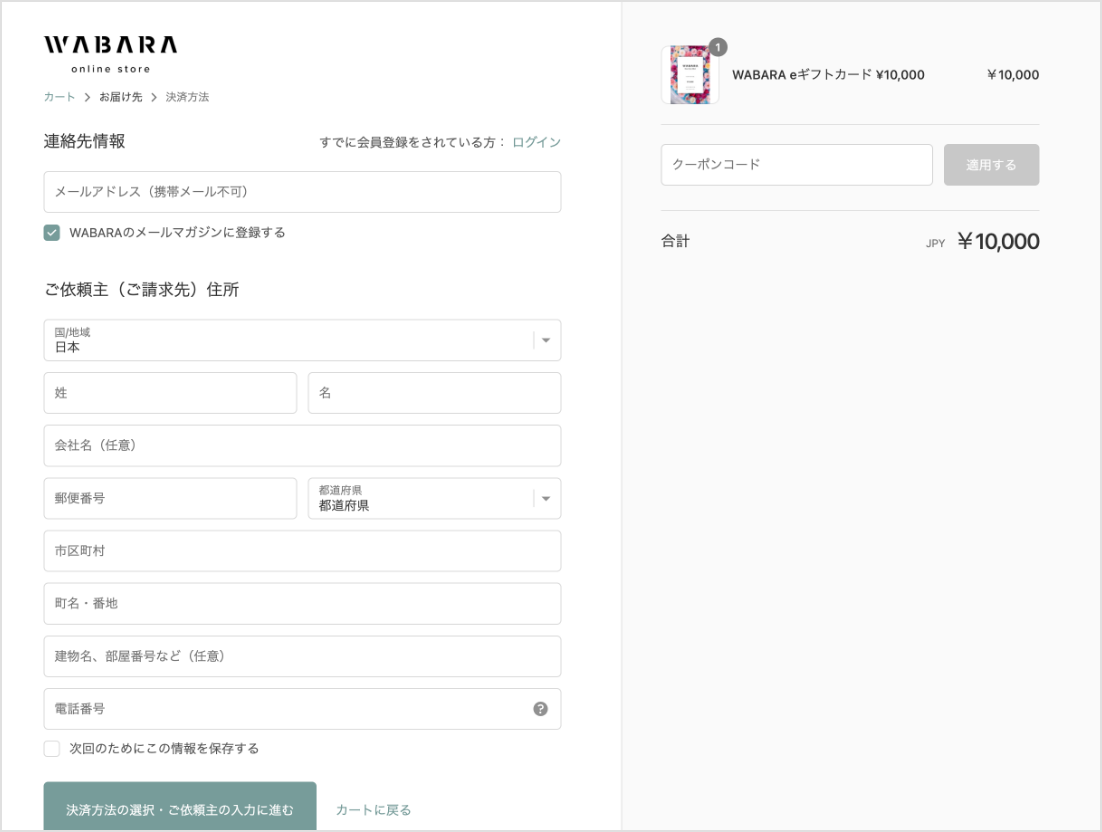 WABARA
online store
カート > お届け先 > 決済方法
連絡先情報
すでに会員登録をされている方： ログイン
メールアドレス（携帯メール不可）
WABARAのメールマガジンに登録する
ご依頼主（ご請求先）住所
国/地域
日本
姓
名
会社名（任意）
郵便番号
都道府県
都道府県
市区町村
町名・番地
建物名、部屋番号など（任意）
電話番号
?
次回のためにこの情報を保存する
決済方法の選択・ご依頼主の入力に進む
カートに戻る
WABARA
1
WABARA eギフトカード ¥10,000
￥10,000
クーポンコード
適用する
合計
JPY ￥10,000